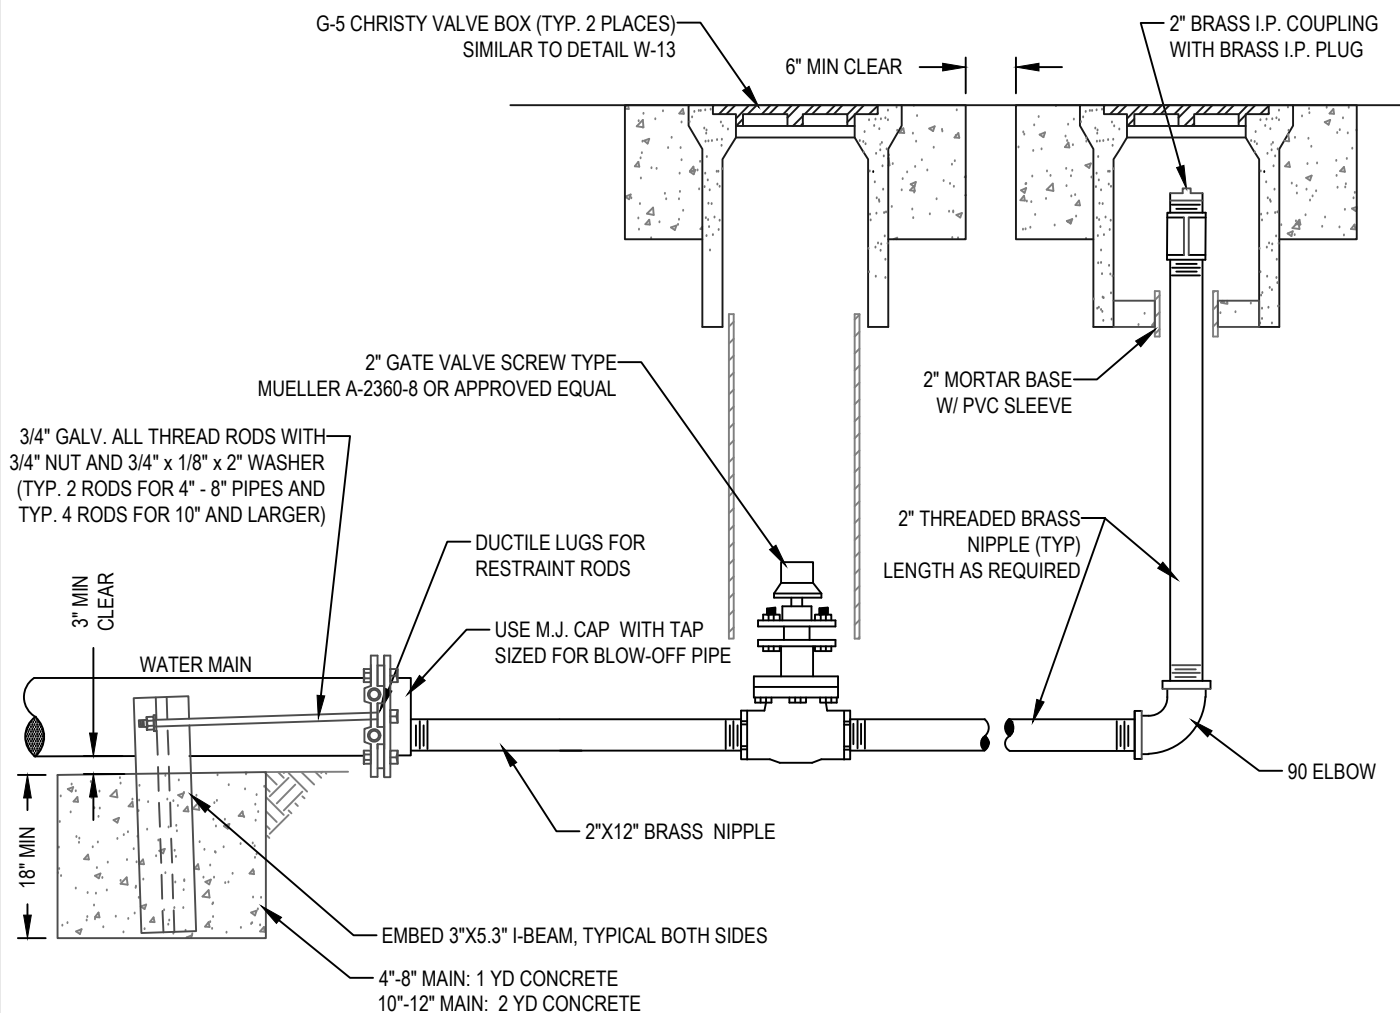 G-5 CHRISTY VALVE BOX (TYP. 2 PLACES)
SIMILAR TO DETAIL W-13
6" MIN CLEAR
2" BRASS I.P. COUPLING
WITH BRASS I.P. PLUG
2" GATE VALVE SCREW TYPE
MUELLER A-2360-8 OR APPROVED EQUAL
2" MORTAR BASE
W/ PVC SLEEVE
3/4" GALV. ALL THREAD RODS WITH
3/4" NUT AND 3/4" x 1/8" x 2" WASHER
(TYP. 2 RODS FOR 4" - 8" PIPES AND
TYP. 4 RODS FOR 10" AND LARGER)
2" THREADED BRASS
NIPPLE (TYP)
LENGTH AS REQUIRED
DUCTILE LUGS FOR
RESTRAINT RODS
3" MIN
CLEAR
USE M.J. CAP WITH TAP
SIZED FOR BLOW-OFF PIPE
WATER MAIN
90 ELBOW
2"X12" BRASS NIPPLE
18" MIN
EMBED 3"X5.3" I-BEAM, TYPICAL BOTH SIDES
4"-8" MAIN: 1 YD CONCRETE
10"-12" MAIN: 2 YD CONCRETE